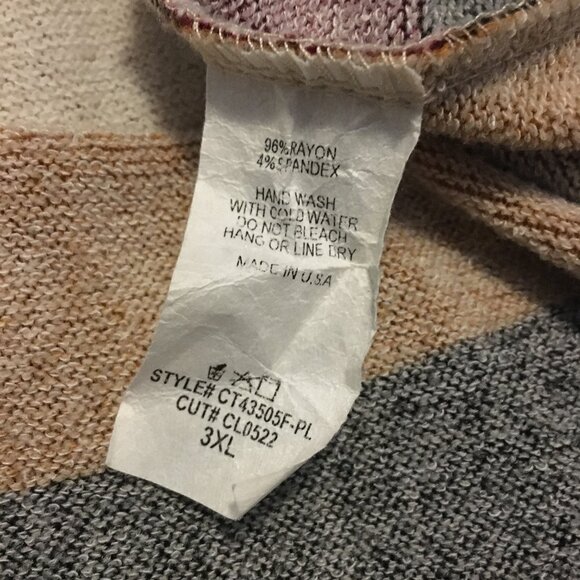 96% RAYON
4% SPANDEX
HAND WASH
WITH COLD WATER
DO NOT BLEACH
HANG OR LINE DRY
MADE IN U.S.A
STYLE# CT43505F-PL
CUT# CL0522
3XL